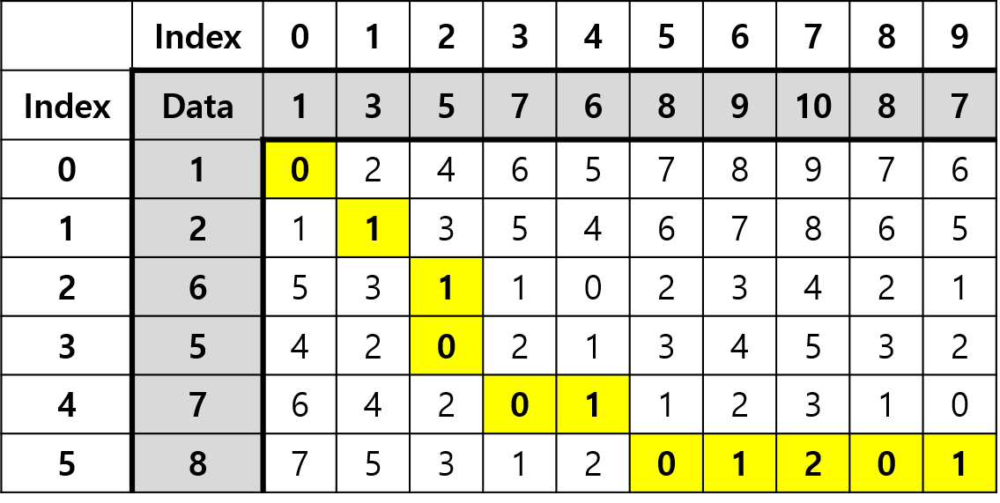 Index 0 1 2 3 4 5 6 7 8 9
Index Data 1 3 5 7 6 8 9 10 8 7
0 1 0 2 4 6 5 7 8 9 7 6
1 2 1 1 3 5 4 6 7 8 6 5
2 6 5 3 1 1 0 2 3 4 2 1
3 5 4 2 0 2 1 3 4 5 3 2
4 7 6 4 2 0 1 1 2 3 1 0
5 8 7 5 3 1 2 0 1 2 0 1